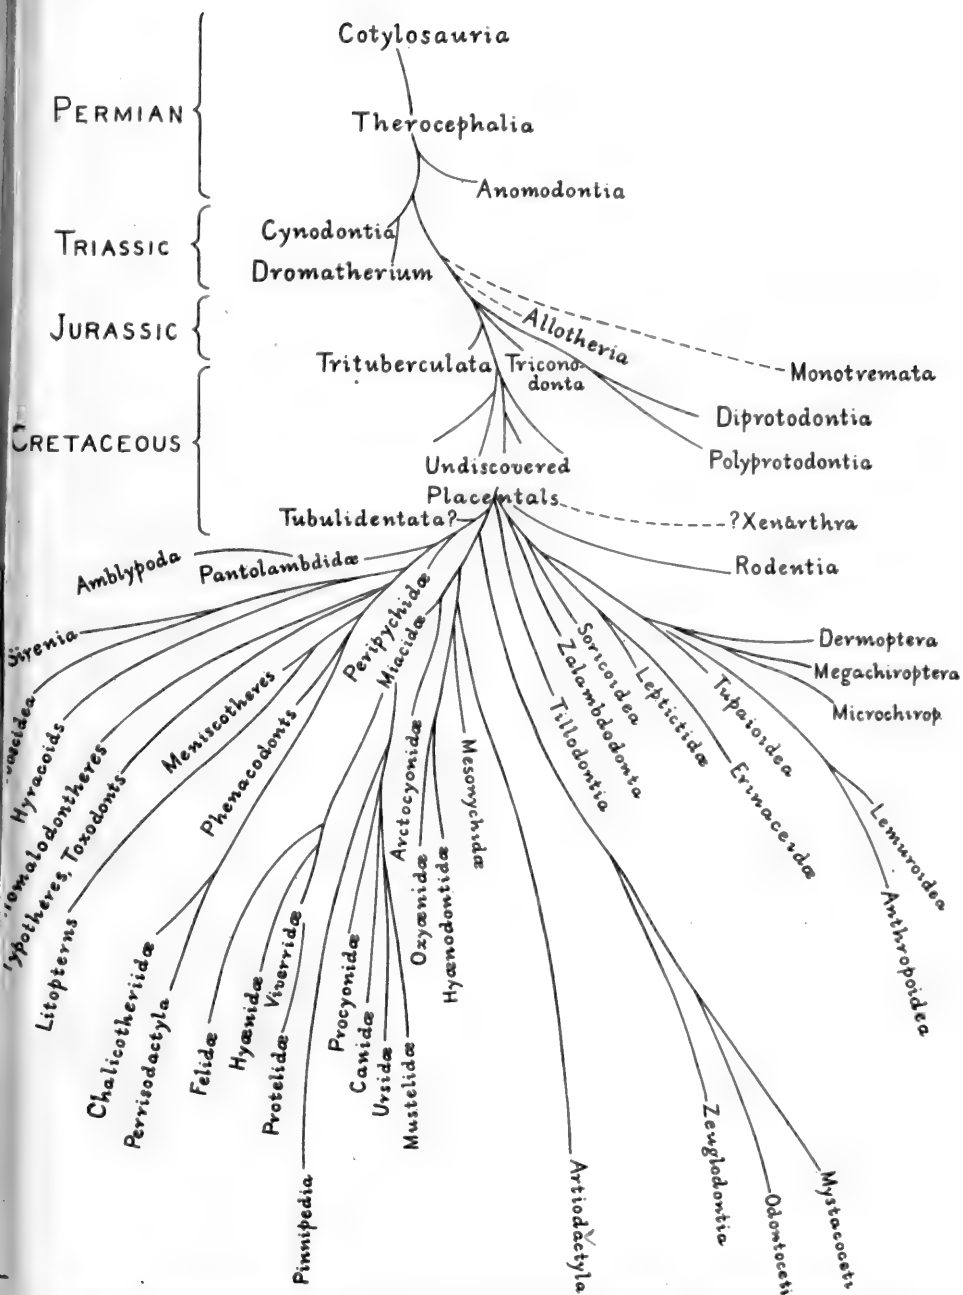 Cotylosauria
PERMIAN
Therocephalia
Anomodontia
Cynodontia
TRIASSIC
Dromatherium
JURASSIC
Allotheria
Trituberculata
Tricono-
donta
Monotremata
Diprotodontia
CRETACEOUS
Polyprotodontia
Undiscovered
Placentals
Tubulidentata?
?Xenarthra
Amblypoda
Pantolambdidæ
Rodentia
Sirenia
Peripychidæ
Miacidæ
Dermoptera
Megachiroptera
Microchirop.
Hyracoids
Toxodonts
Litopterns
Meniscotheres
Phenacodonts
Arctocyonidæ
Mesonychidæ
Oxyænidæ
Hyænodontidæ
Tillodontia
Zalambdodonta
Soricoidea
Leptictidæ
Erinaceidæ
Tupaioidea
Lemuroidea
Anthropoidea
Chalicotheriidæ
Perrisodactyla
Felidæ
Hyænidæ
Viverridæ
Protelidæ
Procyonidæ
Canidæ
Ursidæ
Mustelidæ
Pinnipedia
Artiodactyla
Zeuglodontia
Odontoceti
Mystacoceti